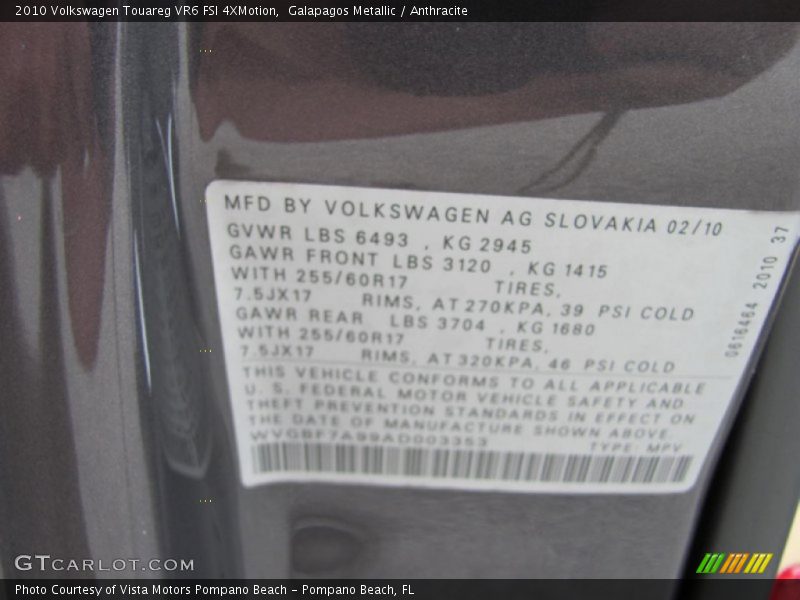 2010 Volkswagen Touareg VR6 FSI 4XMotion, Galapagos Metallic / Anthracite
MFD BY VOLKSWAGEN AG SLOVAKIA 02/10
GVWR LBS 6493 , KG 2945
GAWR FRONT LBS 3120 , KG 1415
WITH 255/60R17 TIRES,
7.5JX17 RIMS, AT 270KPA, 39 PSI COLD
GAWR REAR LBS 3704 , KG 1680
WITH 255/60R17 TIRES,
7.5JX17 RIMS, AT 320KPA, 46 PSI COLD
THIS VEHICLE CONFORMS TO ALL APPLICABLE
U. S. FEDERAL MOTOR VEHICLE SAFETY AND
THEFT PREVENTION STANDARDS IN EFFECT ON
THE DATE OF MANUFACTURE SHOWN ABOVE.
WVGBF7A99AD003353 TYPE: MPV
0616464 2010 37
GTCARLOT.COM
Photo Courtesy of Vista Motors Pompano Beach - Pompano Beach, FL